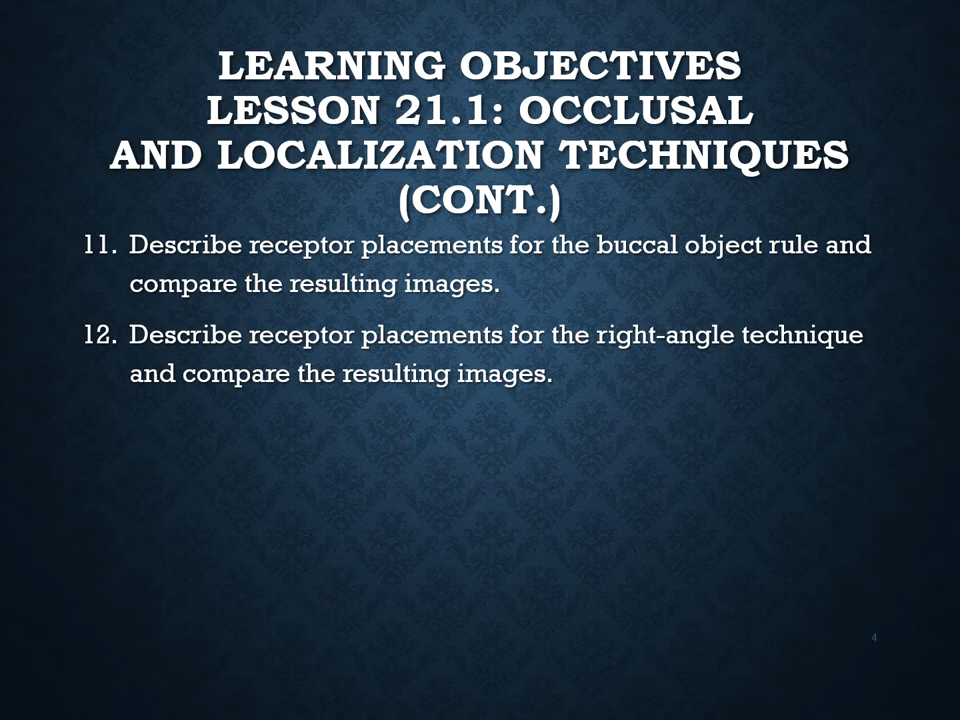 LEARNING OBJECTIVES
LESSON 21.1: OCCLUSAL
AND LOCALIZATION TECHNIQUES
(CONT.)
11. Describe receptor placements for the buccal object rule and
compare the resulting images.
12. Describe receptor placements for the right-angle technique
and compare the resulting images.
4